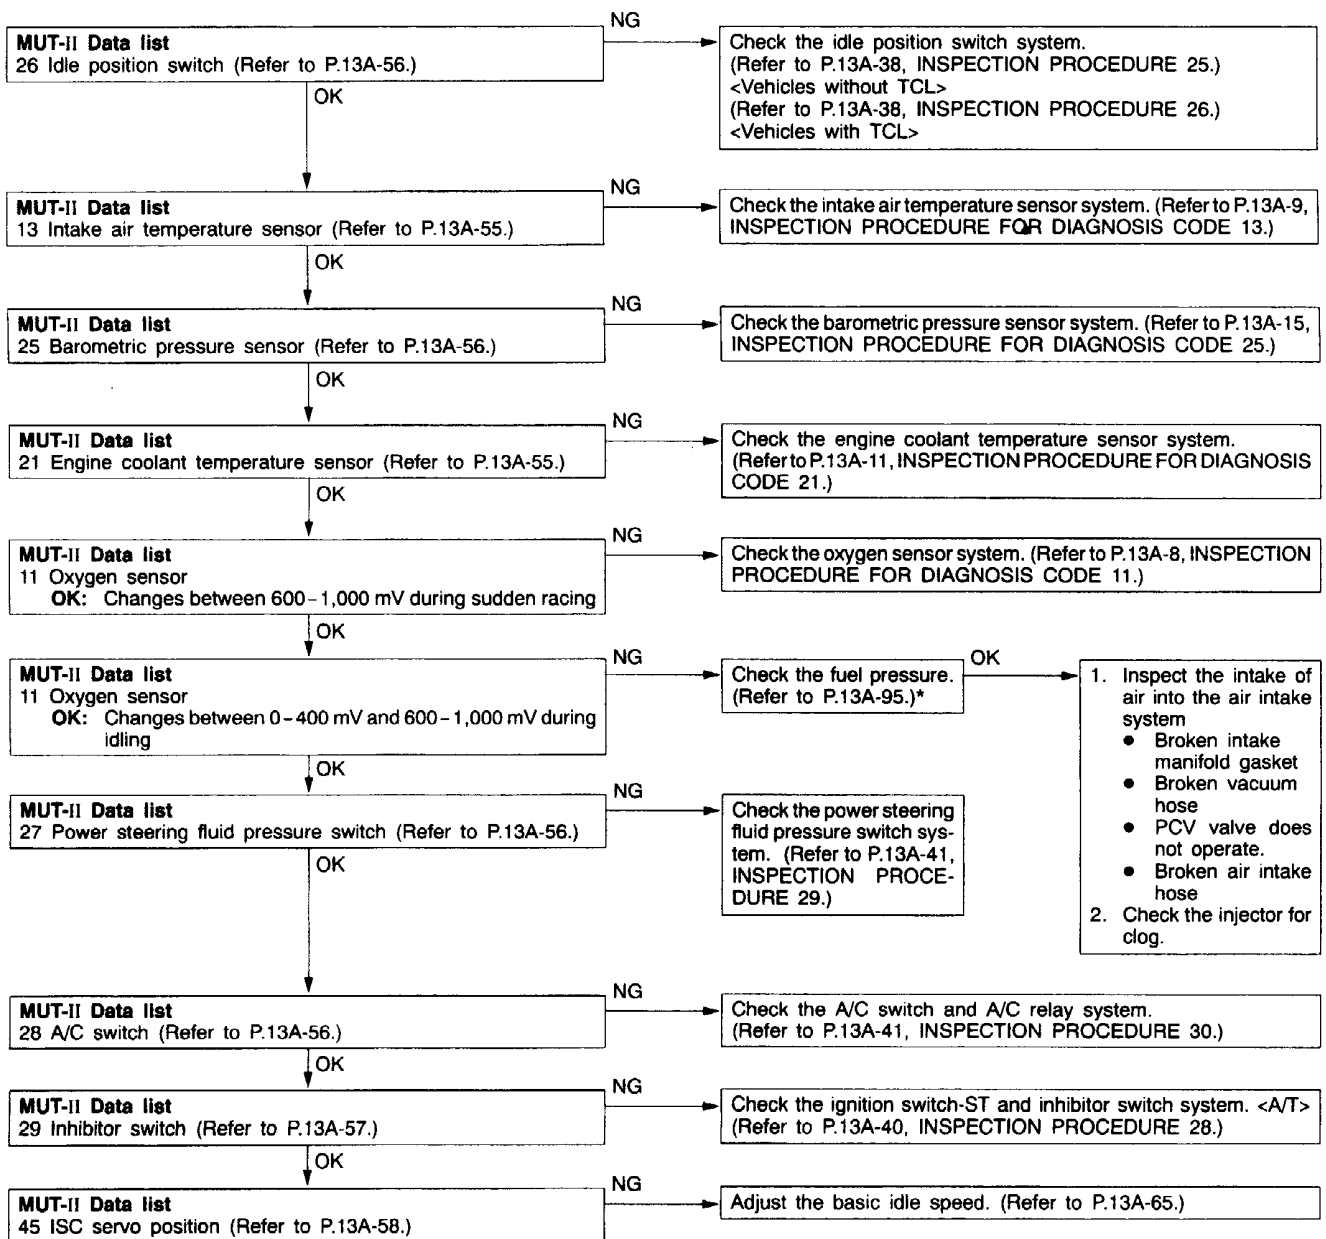 NG
MUT-II Data list
26 Idle position switch (Refer to P.13A-56.)
Check the idle position switch system.
(Refer to P.13A-38, INSPECTION PROCEDURE 25.)
<Vehicles without TCL>
(Refer to P.13A-38, INSPECTION PROCEDURE 26.)
<Vehicles with TCL>
OK
NG
MUT-II Data list
13 Intake air temperature sensor (Refer to P.13A-55.)
Check the intake air temperature sensor system. (Refer to P.13A-9,
INSPECTION PROCEDURE FOR DIAGNOSIS CODE 13.)
OK
NG
MUT-II Data list
25 Barometric pressure sensor (Refer to P.13A-56.)
Check the barometric pressure sensor system. (Refer to P.13A-15,
INSPECTION PROCEDURE FOR DIAGNOSIS CODE 25.)
OK
NG
MUT-II Data list
21 Engine coolant temperature sensor (Refer to P.13A-55.)
Check the engine coolant temperature sensor system.
(Refer to P.13A-11, INSPECTION PROCEDURE FOR DIAGNOSIS
CODE 21.)
OK
NG
MUT-II Data list
11 Oxygen sensor
OK: Changes between 600–1,000 mV during sudden racing
Check the oxygen sensor system. (Refer to P.13A-8, INSPECTION
PROCEDURE FOR DIAGNOSIS CODE 11.)
OK
NG
MUT-II Data list
11 Oxygen sensor
OK: Changes between 0–400 mV and 600–1,000 mV during
idling
Check the fuel pressure.
(Refer to P.13A-95.)*
OK
1. Inspect the intake of
air into the air intake
system
● Broken intake
manifold gasket
● Broken vacuum
hose
● PCV valve does
not operate.
● Broken air intake
hose
2. Check the injector for
clog.
OK
NG
MUT-II Data list
27 Power steering fluid pressure switch (Refer to P.13A-56.)
Check the power steering
fluid pressure switch sys-
tem. (Refer to P.13A-41,
INSPECTION PROCE-
DURE 29.)
OK
NG
MUT-II Data list
28 A/C switch (Refer to P.13A-56.)
Check the A/C switch and A/C relay system.
(Refer to P.13A-41, INSPECTION PROCEDURE 30.)
OK
NG
MUT-II Data list
29 Inhibitor switch (Refer to P.13A-57.)
Check the ignition switch-ST and inhibitor switch system. <A/T>
(Refer to P.13A-40, INSPECTION PROCEDURE 28.)
OK
NG
MUT-II Data list
45 ISC servo position (Refer to P.13A-58.)
Adjust the basic idle speed. (Refer to P.13A-65.)